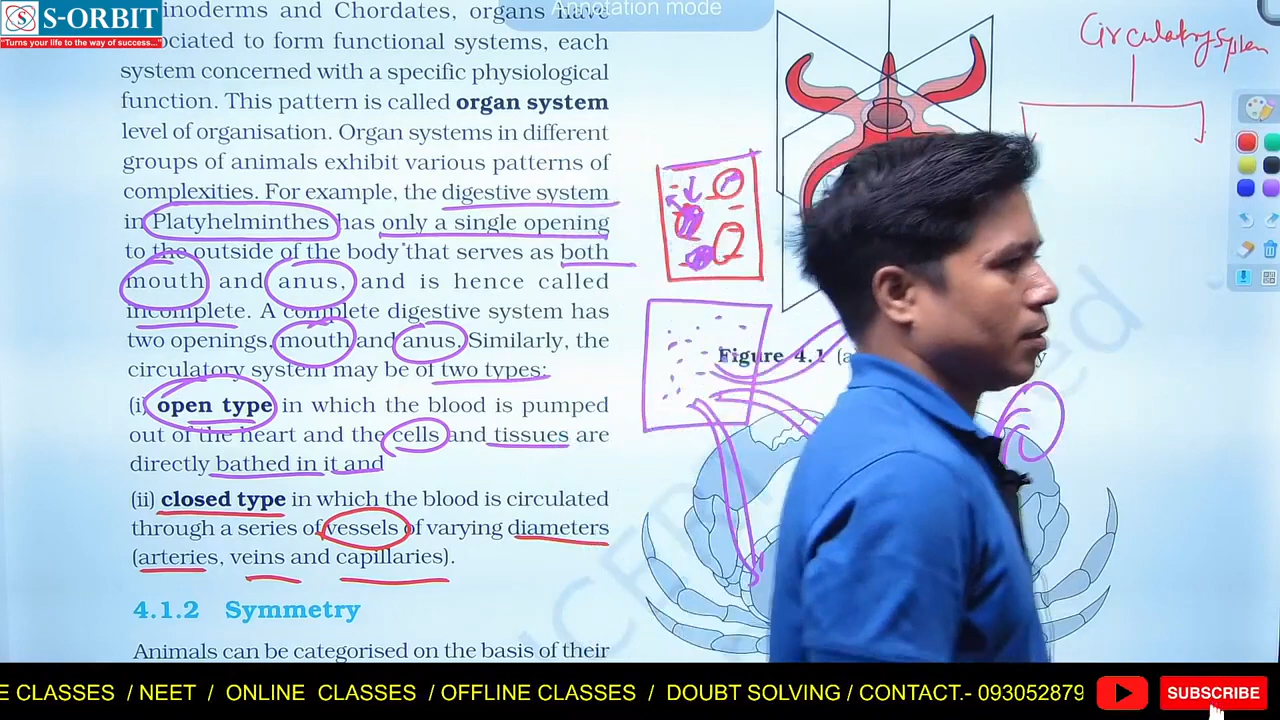 S-ORBIT
"Turns your life to the way of success..."
Annotation mode
Circulatory system
inoderms and Chordates, organs have
ociated to form functional systems, each
system concerned with a specific physiological
function. This pattern is called organ system
level of organisation. Organ systems in different
groups of animals exhibit various patterns of
complexities. For example, the digestive system
in Platyhelminthes has only a single opening
to the outside of the body that serves as both
mouth and anus, and is hence called
incomplete. A complete digestive system has
two openings, mouth and anus. Similarly, the
circulatory system may be of two types:
(i) open type in which the blood is pumped
out of the heart and the cells and tissues are
directly bathed in it and
(ii) closed type in which the blood is circulated
through a series of vessels of varying diameters
(arteries, veins and capillaries).
4.1.2 Symmetry
Animals can be categorised on the basis of their
Figure 4.1 (a
E CLASSES / NEET / ONLINE CLASSES / OFFLINE CLASSES / DOUBT SOLVING / CONTACT.- 093052879
SUBSCRIBE